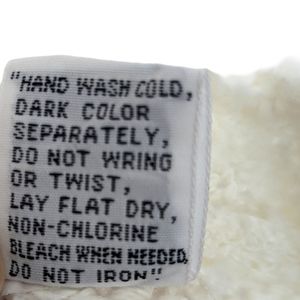 "HAND WASH COLD,
DARK COLOR
SEPARATELY,
DO NOT WRING
OR TWIST,
LAY FLAT DRY,
NON-CHLORINE
BLEACH WHEN NEEDED,
DO NOT IRON"